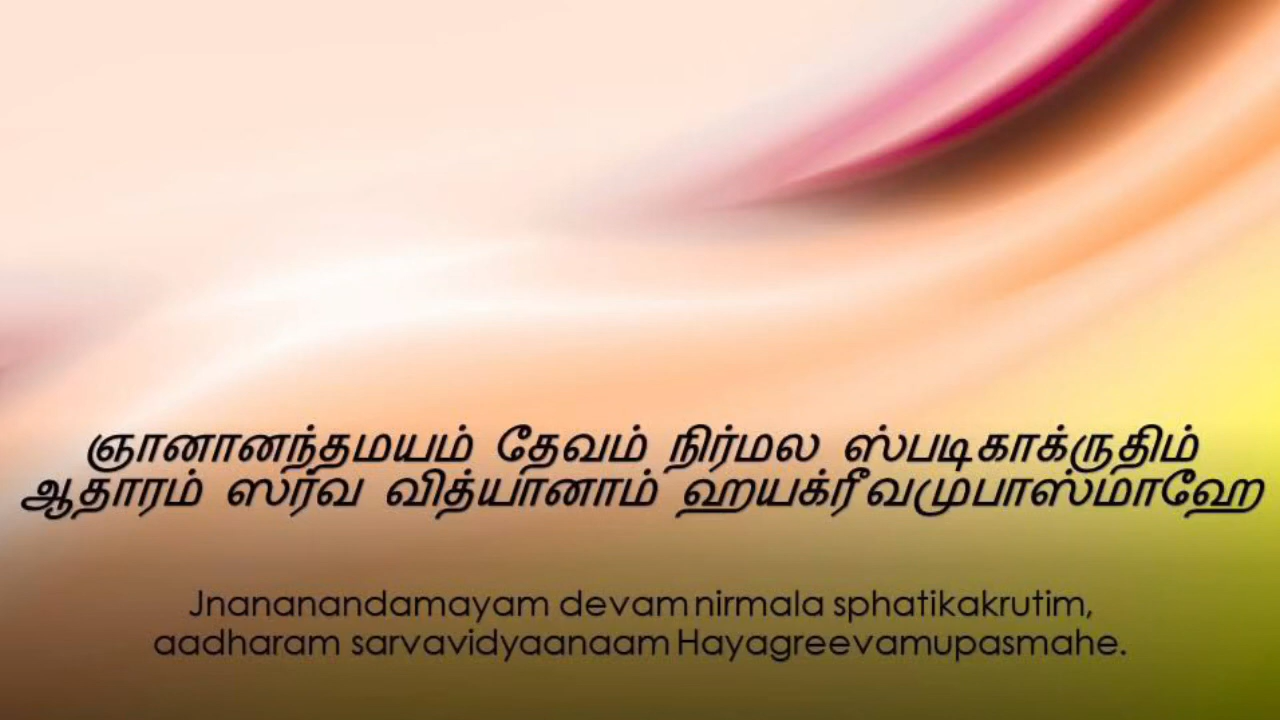 ஞானானந்தமயம் தேவம் நிர்மல ஸ்படிகாக்ருதிம்
ஆதாரம் ஸர்வ வித்யானாம் ஹயக்ரீவமுபாஸ்மாஹே
Jnananandamayam devam nirmala sphatikakrutim,
aadharam sarvavidyaanaam Hayagreevamupasmahe.